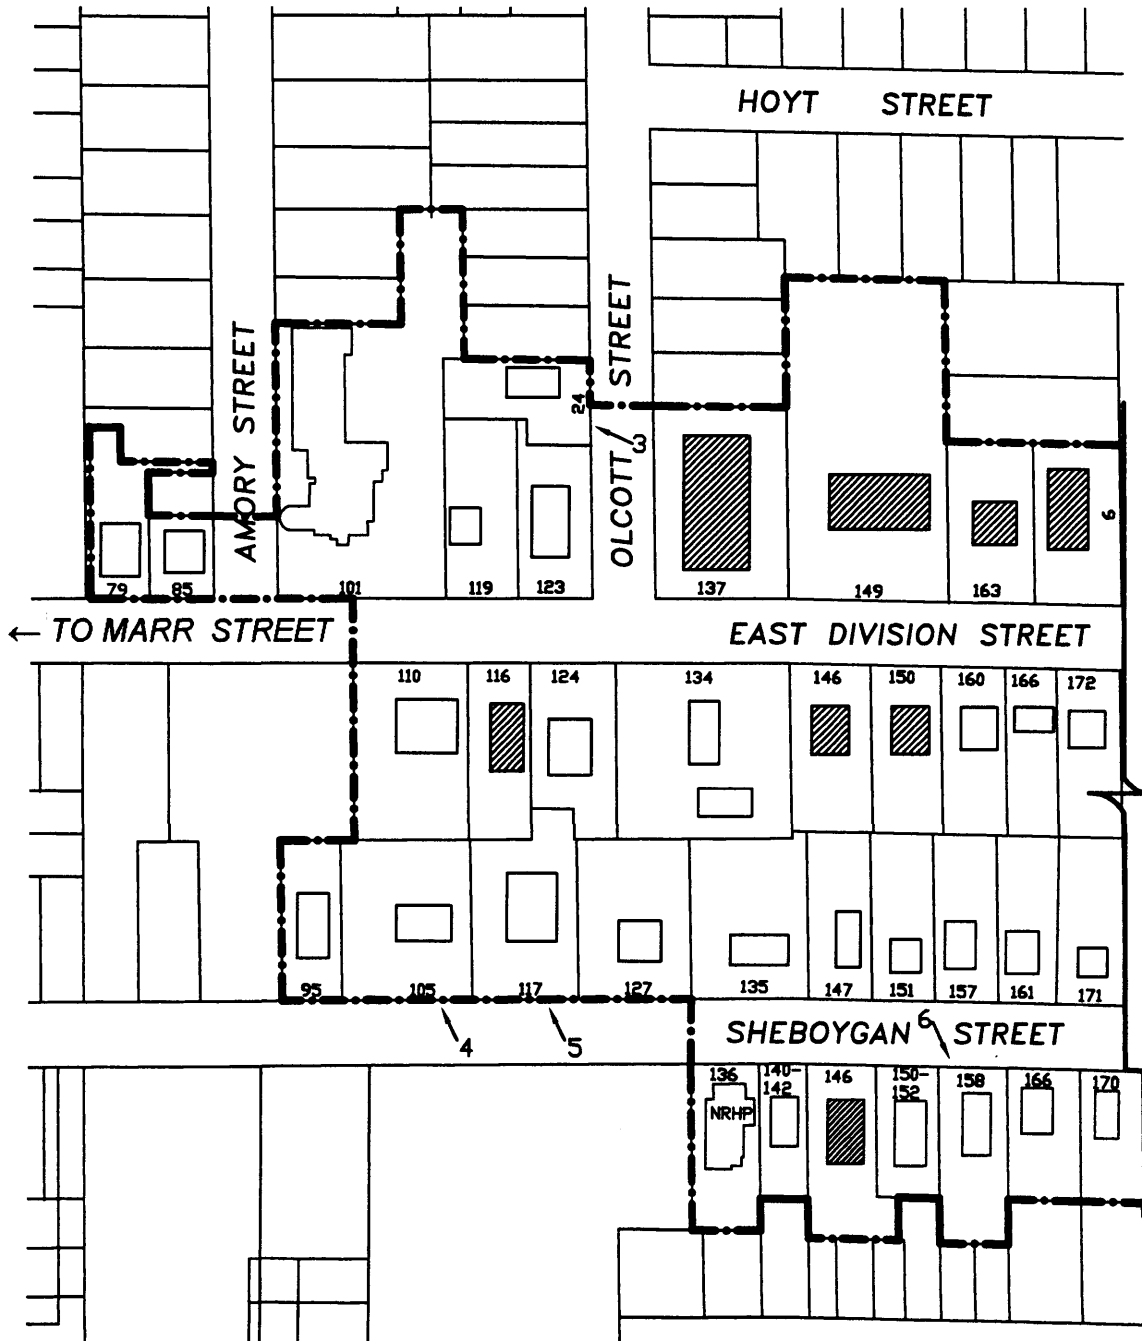 HOYT STREET
AMORY STREET
OLCOTT STREET
24
3
6
79 85 101 119 123 137 149 163
← TO MARR STREET
EAST DIVISION STREET
110 116 124 134 146 150 160 166 172
95 105 117 127 135 147 151 157 161 171
4 5
SHEBOYGAN STREET
6
136 140-142 146 150-152 158 166 170
NRHP